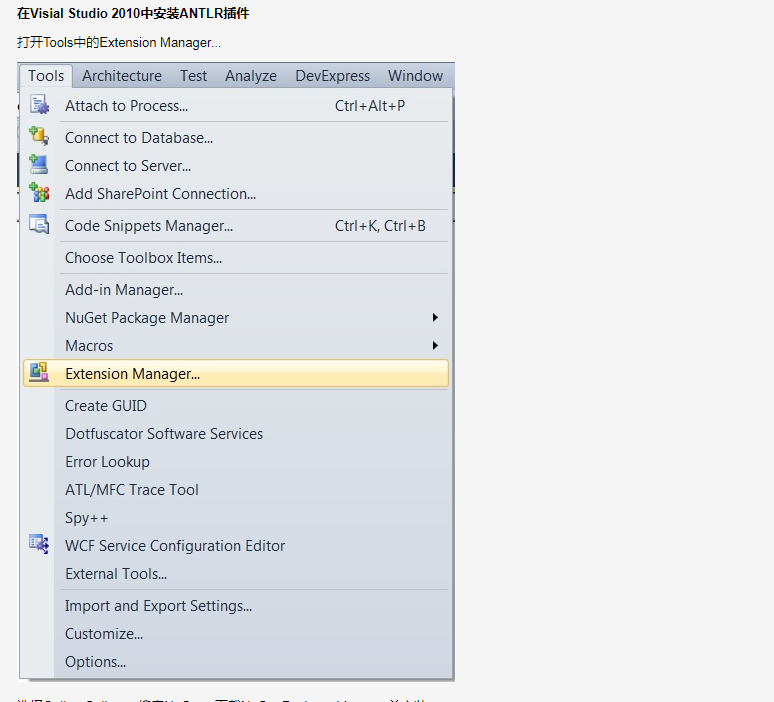 在Visial Studio 2010中安装ANTLR插件
打开Tools中的Extension Manager...
Tools Architecture Test Analyze DevExpress Window
Attach to Process... Ctrl+Alt+P
Connect to Database...
Connect to Server...
Add SharePoint Connection...
Code Snippets Manager... Ctrl+K, Ctrl+B
Choose Toolbox Items...
Add-in Manager...
NuGet Package Manager
Macros
Extension Manager...
Create GUID
Dotfuscator Software Services
Error Lookup
ATL/MFC Trace Tool
Spy++
WCF Service Configuration Editor
External Tools...
Import and Export Settings...
Customize...
Options...